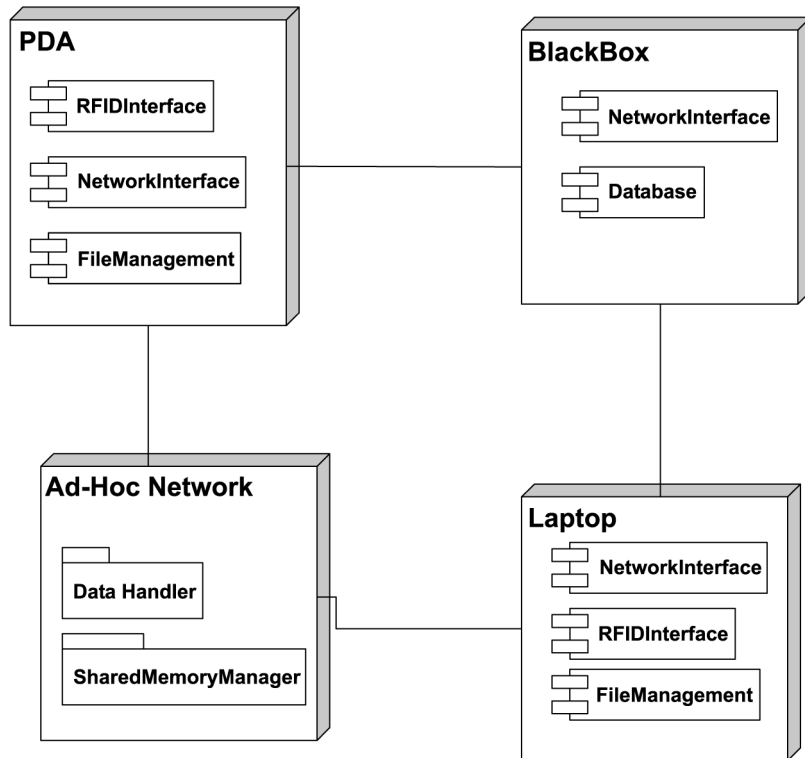 PDA
RFIDInterface
NetworkInterface
FileManagement
BlackBox
NetworkInterface
Database
Ad-Hoc Network
Data Handler
SharedMemoryManager
Laptop
NetworkInterface
RFIDInterface
FileManagement